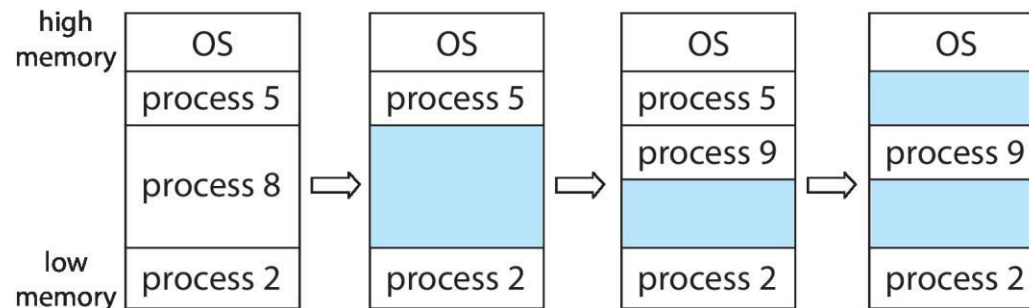 high
memory
OS
OS
OS
OS
process 5
process 5
process 5
process 9
process 9
process 8
low
memory
process 2
process 2
process 2
process 2